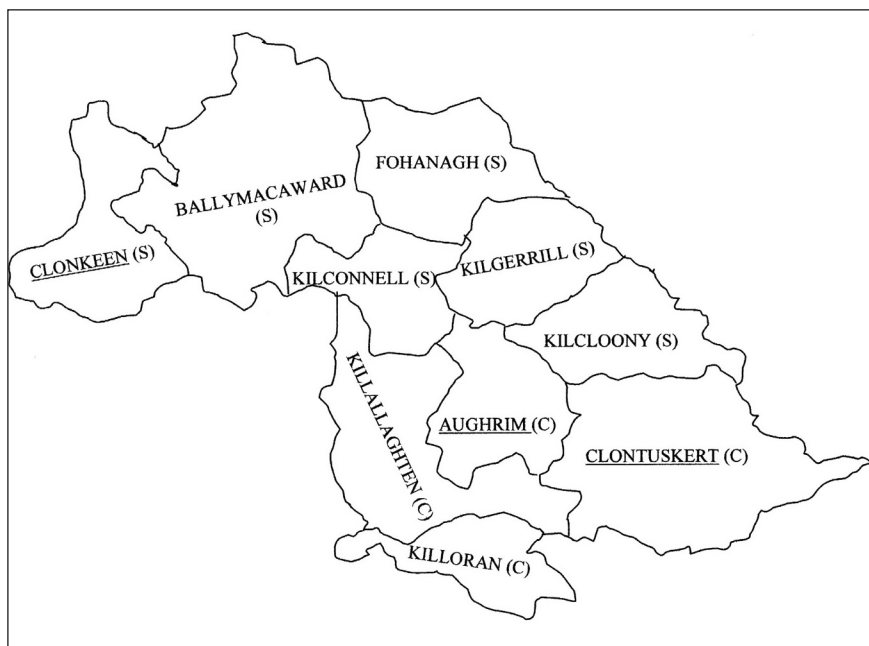 FOHANAGH (S)
BALLYMACAWARD
(S)
CLONKEEN (S)
KILCONNELL (S)
KILGERRILL (S)
KILCLOONY (S)
KILLALLAGHTEN (C)
AUGHRIM (C)
CLONTUSKERT (C)
KILLORAN (C)